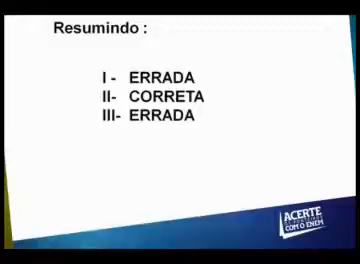 Resumindo :
I - ERRADA
II- CORRETA
III- ERRADA
ACERTE
COM O ENEM